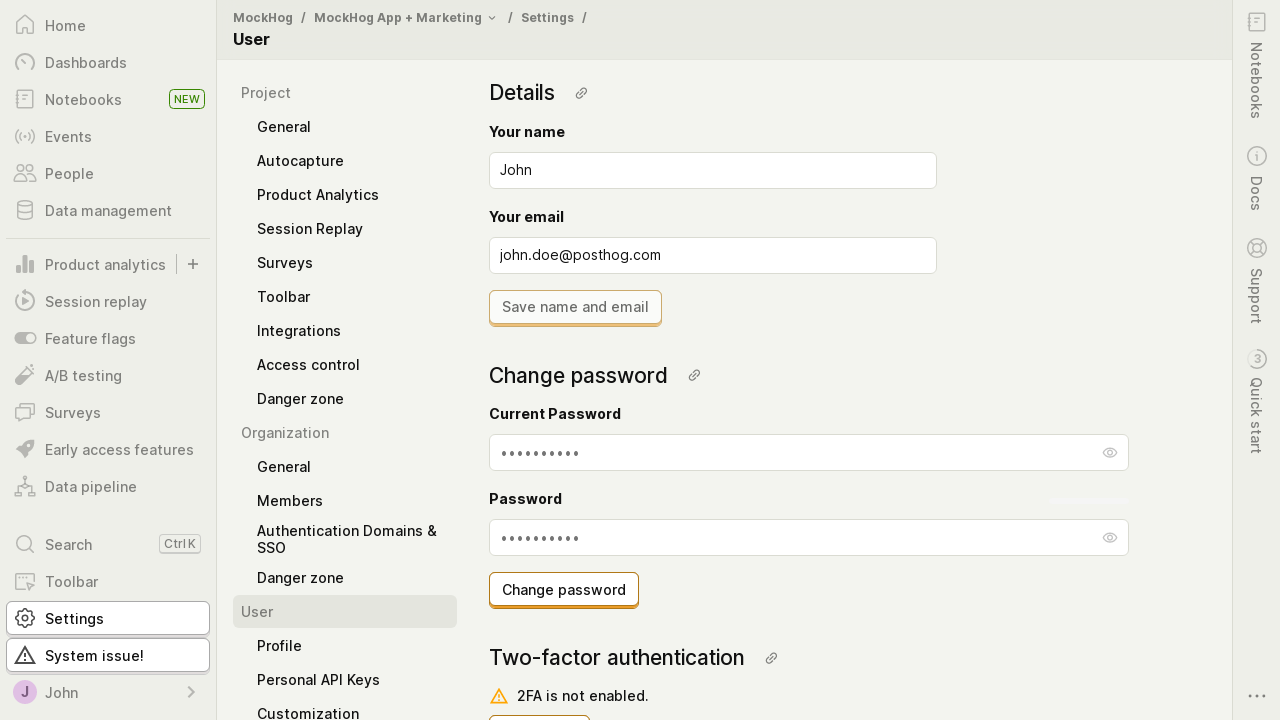 Home
Dashboards
Notebooks NEW
Events
People
Data management
Product analytics
Session replay
Feature flags
A/B testing
Surveys
Early access features
Data pipeline
Search Ctrl K
Toolbar
Settings
System issue!
J John
MockHog / MockHog App + Marketing / Settings /
User
Project
General
Autocapture
Product Analytics
Session Replay
Surveys
Toolbar
Integrations
Access control
Danger zone
Organization
General
Members
Authentication Domains &
SSO
Danger zone
User
Profile
Personal API Keys
Customization
Details
Your name
John
Your email
john.doe@posthog.com
Save name and email
Change password
Current Password
••••••••••
Password
••••••••••
Change password
Two-factor authentication
2FA is not enabled.
Notebooks
Docs
Support
3 Quick start